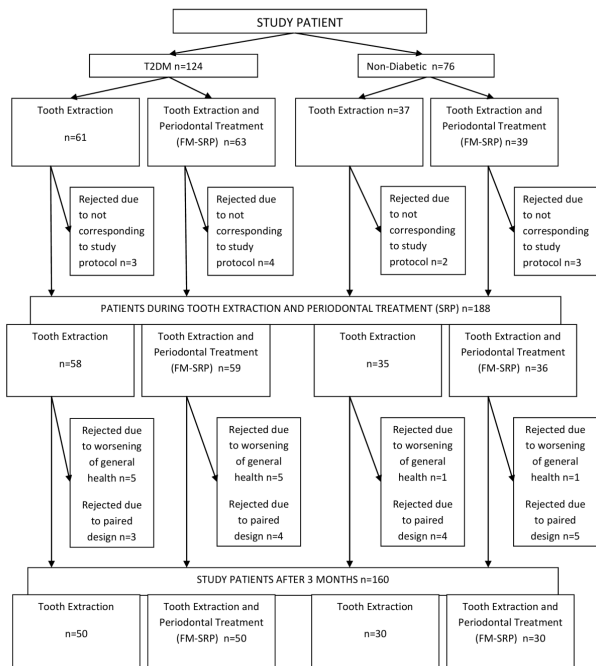 STUDY PATIENT
T2DM n=124
Non-Diabetic n=76
Tooth Extraction
n=61
Tooth Extraction and
Periodontal Treatment
(FM-SRP) n=63
Tooth Extraction n=37
Tooth Extraction and
Periodontal Treatment
(FM-SRP) n=39
Rejected due
to not
corresponding
to study
protocol n=3
Rejected due
to not
corresponding
to study
protocol n=4
Rejected due
to not
corresponding
to study
protocol n=2
Rejected due
to not
corresponding
to study
protocol n=3
PATIENTS DURING TOOTH EXTRACTION AND PERIODONTAL TREATMENT (SRP) n=188
Tooth Extraction
n=58
Tooth Extraction and
Periodontal Treatment
(FM-SRP) n=59
Tooth Extraction
n=35
Tooth Extraction and
Periodontal Treatment
(FM-SRP) n=36
Rejected due
to worsening
of general
health n=5
Rejected due
to paired
design n=3
Rejected due
to worsening
of general
health n=5
Rejected due
to paired
design n=4
Rejected due
to worsening
of general
health n=1
Rejected due
to paired
design n=4
Rejected due
to worsening
of general
health n=1
Rejected due
to paired
design n=5
STUDY PATIENTS AFTER 3 MONTHS n=160
Tooth Extraction
n=50
Tooth Extraction and
Periodontal Treatment
(FM-SRP) n=50
Tooth Extraction
n=30
Tooth Extraction and
Periodontal Treatment
(FM-SRP) n=30